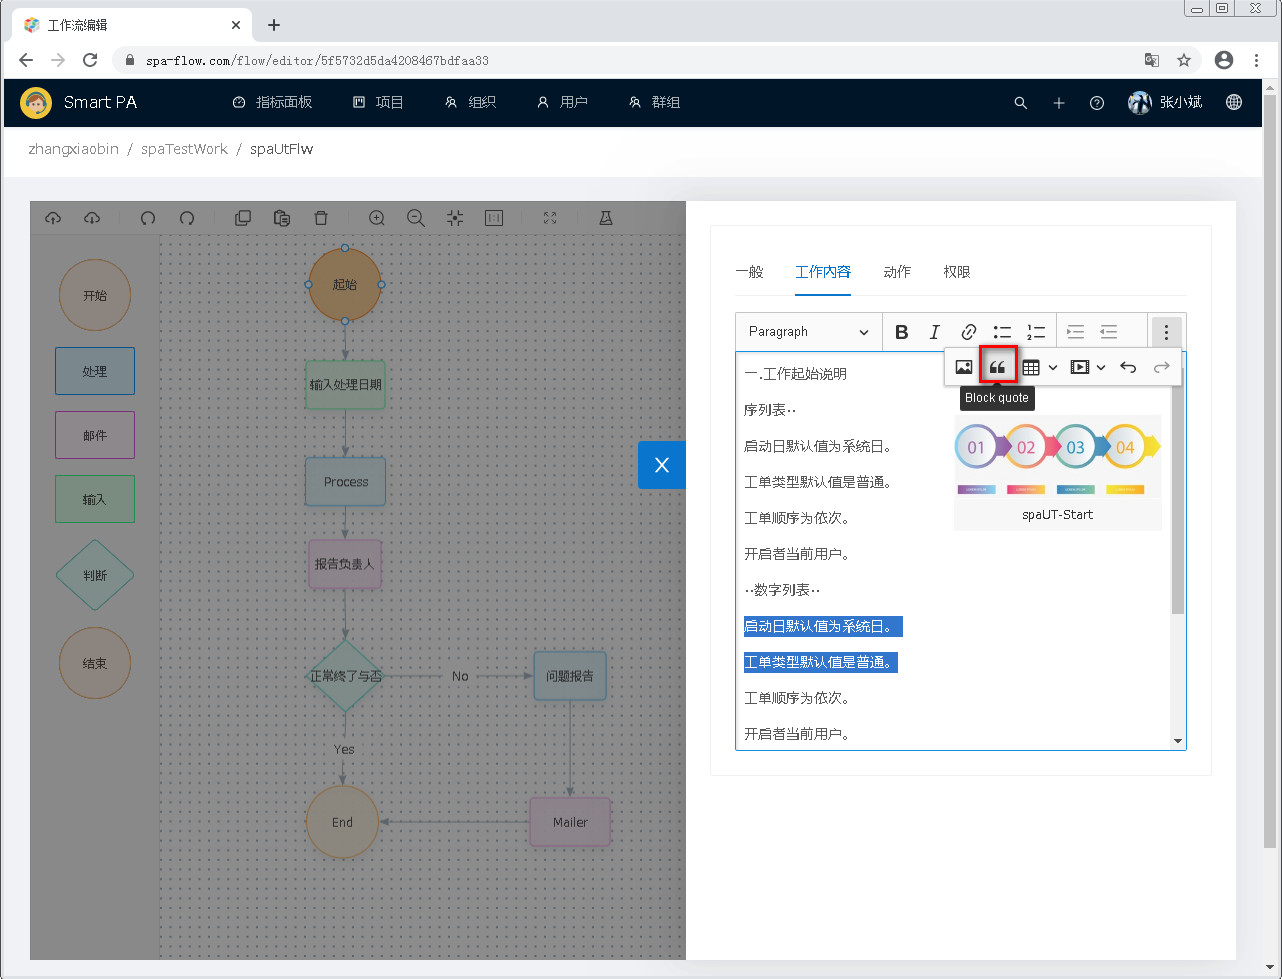 工作流编辑
spa-flow.com/flow/editor/5f5732d5da4208467bdfaa33
Smart PA
指标面板
项目
组织
用户
群组
张小斌
zhangxiaobin / spaTestWork / spaUtFlw
开始
处理
邮件
输入
判断
结束
起始
输入处理日期
Process
报告负责人
正常终了与否
No
问题报告
Yes
End
Mailer
一般
工作内容
动作
权限
Paragraph
B
I
Block quote
一.工作起始说明
序列表··
启动日默认值为系统日。
工单类型默认值是普通。
工单顺序为依次。
开启者当前用户。
··数字列表··
启动日默认值为系统日。
工单类型默认值是普通。
工单顺序为依次。
开启者当前用户。
01
02
03
04
spaUT-Start